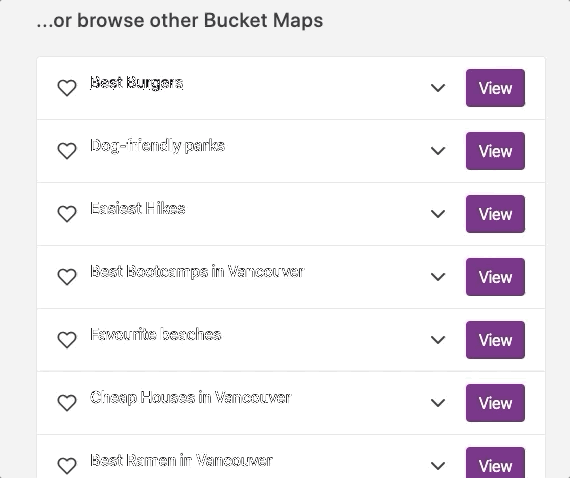 ...or browse other Bucket Maps
Best Burgers
View
Dog-friendly parks
View
Easiest Hikes
View
Best Bootcamps in Vancouver
View
Favourite beaches
View
Cheap Houses in Vancouver
View
Best Ramen in Vancouver
View